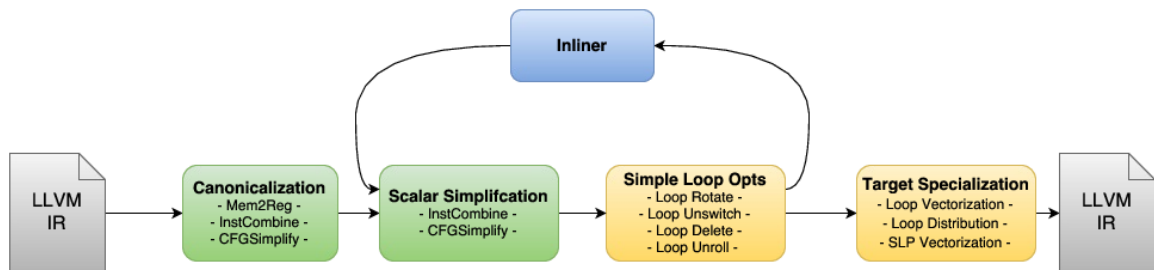 Inliner
LLVM
IR
Canonicalization
- Mem2Reg -
- InstCombine -
- CFGSimplify -
Scalar Simplifcation
- InstCombine -
- CFGSimplify -
Simple Loop Opts
- Loop Rotate -
- Loop Unswitch -
- Loop Delete -
- Loop Unroll -
Target Specialization
- Loop Vectorization -
- Loop Distribution -
- SLP Vectorization -
LLVM
IR